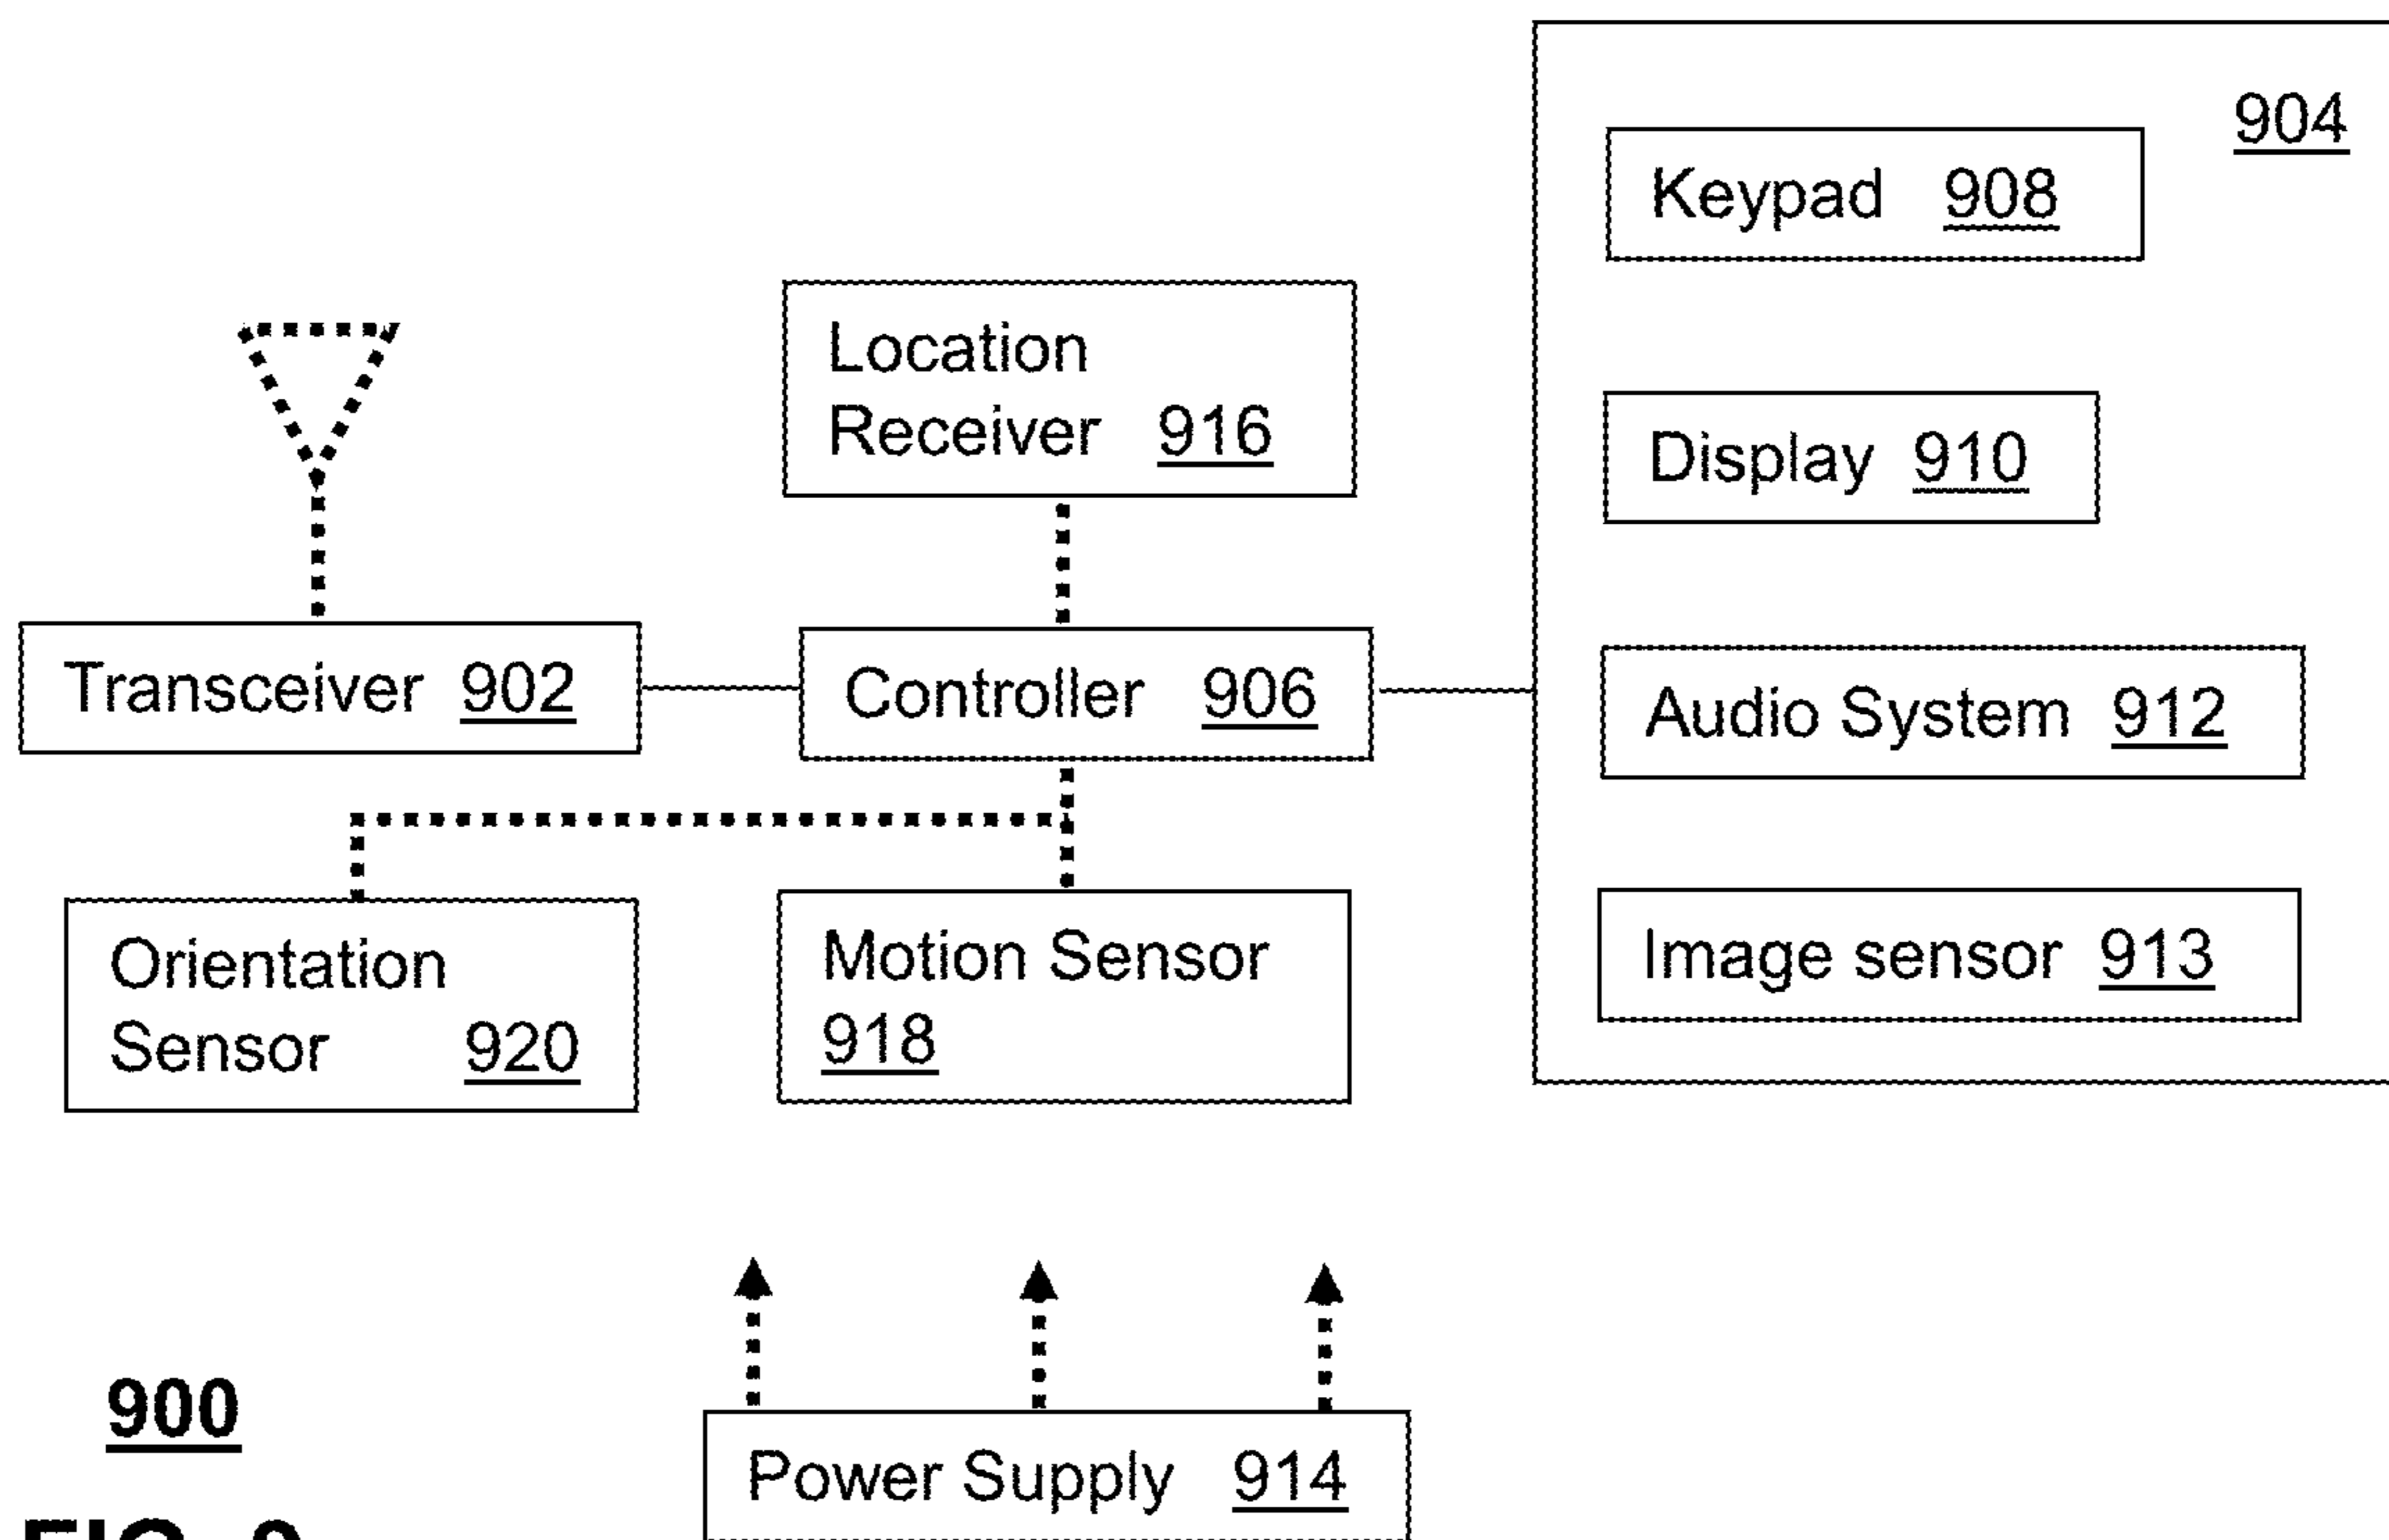 904
Keypad 908
Location
Receiver 916
Display 910
Transceiver 902
Controller 906
Audio System 912
Orientation
Sensor 920
Motion Sensor
918
Image sensor 913
900
Power Supply 914